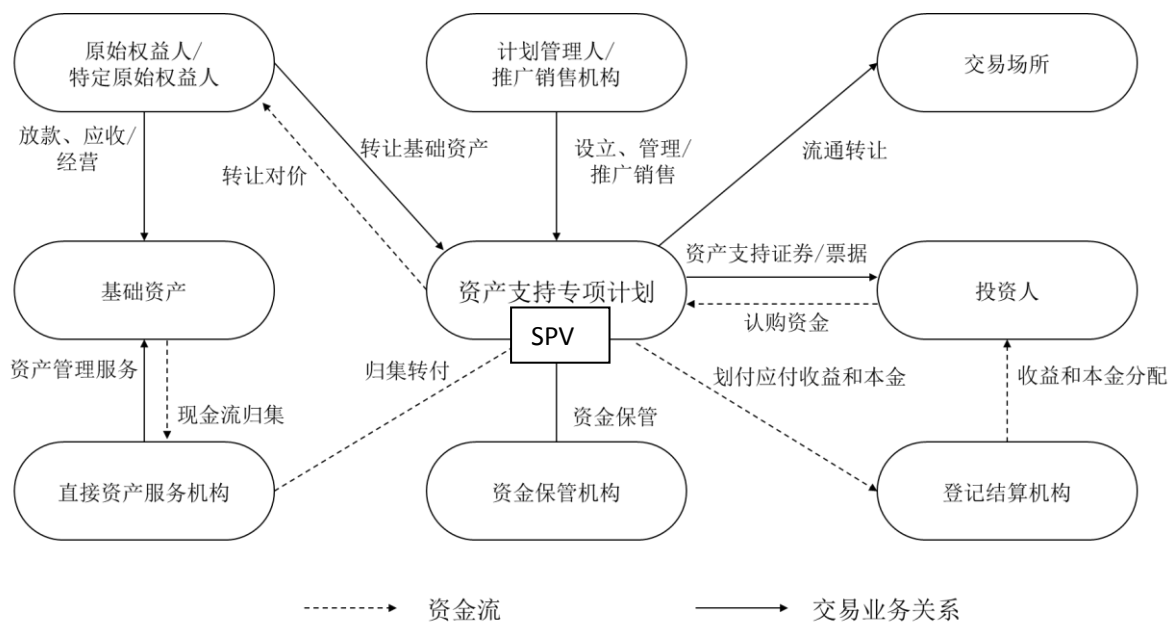 原始权益人/
特定原始权益人
计划管理人/
推广销售机构
交易场所
放款、应收/
经营
转让对价
转让基础资产
设立、管理/
推广销售
流通转让
基础资产
资产支持专项计划
SPV
资产支持证券/票据
认购资金
投资人
资产管理服务
现金流归集
归集转付
资金保管
划付应付收益和本金
收益和本金分配
直接资产服务机构
资金保管机构
登记结算机构
资金流
交易业务关系